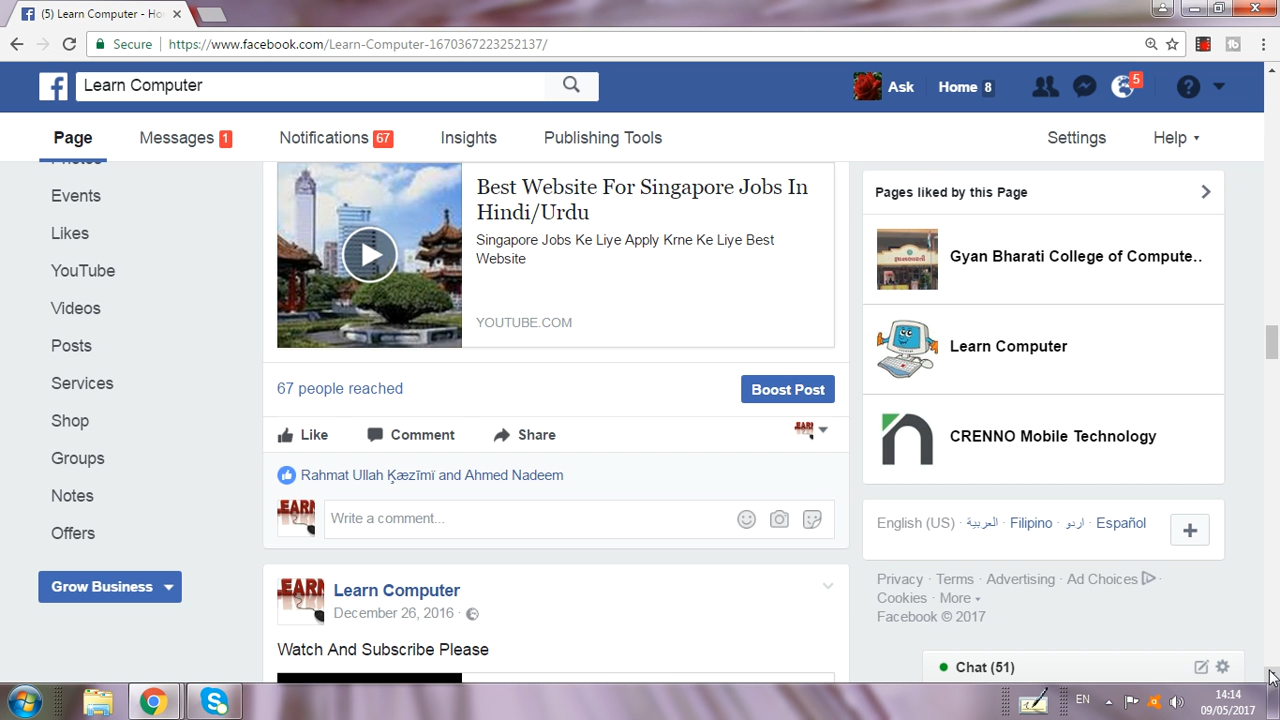 (5) Learn Computer - Ho
Secure
https://www.facebook.com/Learn-Computer-1670367223252137/
Learn Computer
Ask
Home 8
5
Page
Messages 1
Notifications 67
Insights
Publishing Tools
Settings
Help
Photos
Events
Likes
YouTube
Videos
Posts
Services
Shop
Groups
Notes
Offers
Grow Business
Best Website For Singapore Jobs In
Hindi/Urdu
Singapore Jobs Ke Liye Apply Krne Ke Liye Best
Website
YOUTUBE.COM
67 people reached
Boost Post
Like
Comment
Share
Rahmat Ullah Ķæzīmï and Ahmed Nadeem
EARN
Write a comment...
EARN
Learn Computer
December 26, 2016 ·
Watch And Subscribe Please
Pages liked by this Page
Gyan Bharati College of Compute..
Learn Computer
CRENNO Mobile Technology
English (US) · العربية · Filipino · اردو · Español
Privacy · Terms · Advertising · Ad Choices ·
Cookies · More
Facebook © 2017
Chat (51)
EN
14:14
09/05/2017